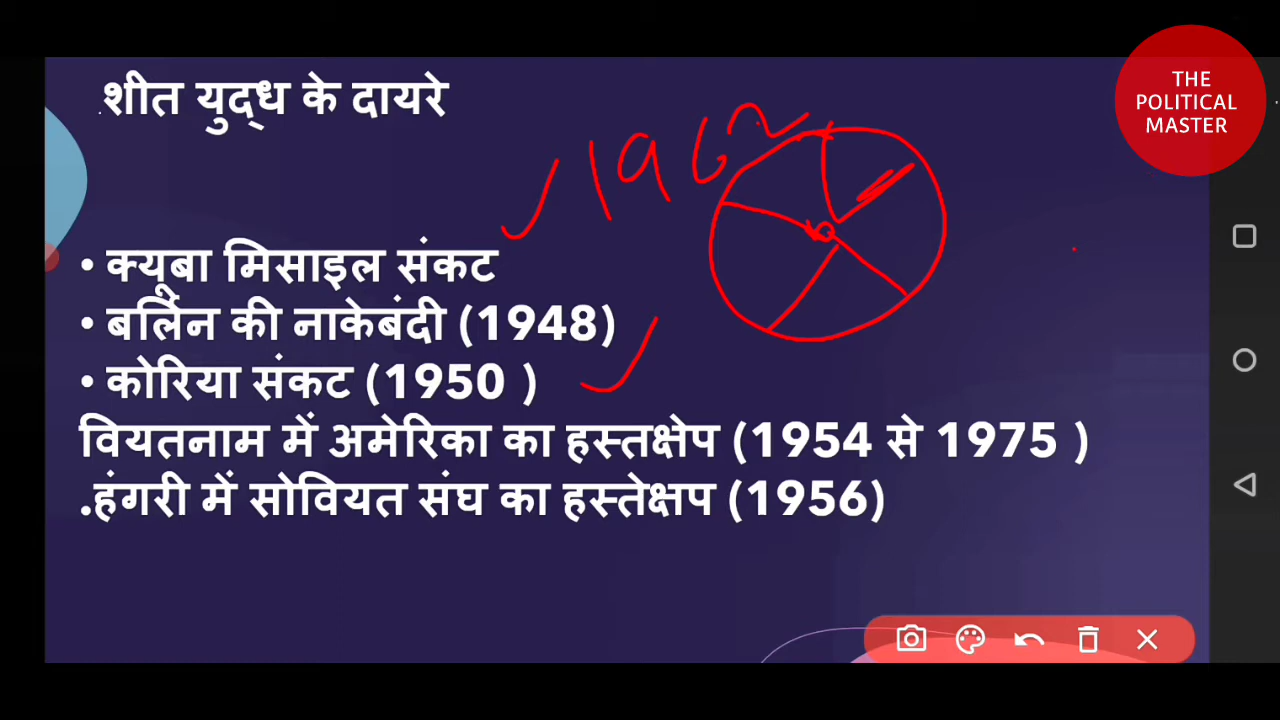 THE
POLITICAL
MASTER
.शीत युद्ध के दायरे
1962
• क्यूबा मिसाइल संकट
• बर्लिन की नाकेबंदी (1948)
• कोरिया संकट (1950 )
वियतनाम में अमेरिका का हस्तक्षेप (1954 से 1975 )
.हंगरी में सोवियत संघ का हस्तेक्षप (1956)